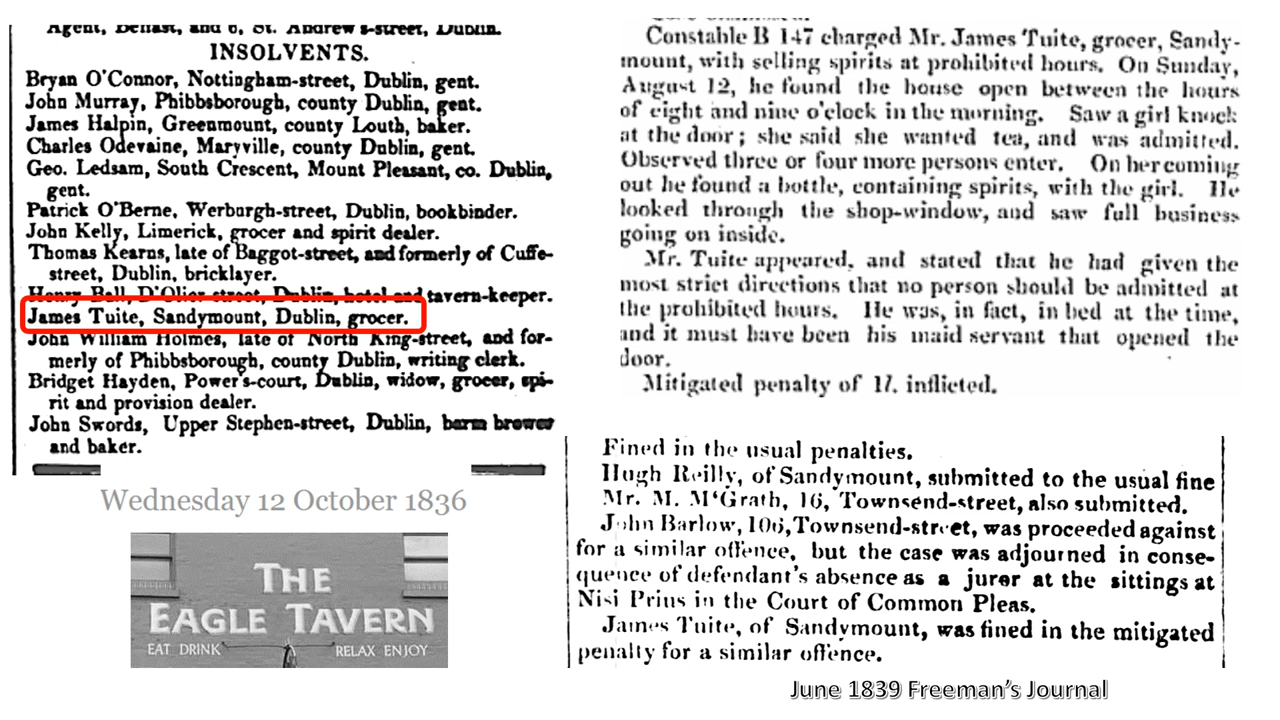 Agent, Belfast, and 6, St. Andrew's-street, Dublin.
INSOLVENTS.
Bryan O'Connor, Nottingham-street, Dublin, gent.
John Murray, Phibbsborough, county Dublin, gent.
James Halpin, Greenmount, county Louth, baker.
Charles Odevaine, Maryville, county Dublin, gent.
Geo. Ledsam, South Crescent, Mount Pleasant, co. Dublin,
gent.
Patrick O'Berne, Werburgh-street, Dublin, bookbinder.
John Kelly, Limerick, grocer and spirit dealer.
Thomas Kearns, late of Baggot-street, and formerly of Cuffe-
street, Dublin, bricklayer.
Henry Ball, D'Olier-street, Dublin, hotel and tavern-keeper.
James Tuite, Sandymount, Dublin, grocer.
John William Holmes, late of North King-street, and for-
merly of Phibbsborough, county Dublin, writing clerk.
Bridget Hayden, Power's-court, Dublin, widow, grocer, spi-
rit and provision dealer.
John Swords, Upper Stephen-street, Dublin, barm brewer
and baker.
Wednesday 12 October 1836
THE
EAGLE TAVERN
EAT DRINK RELAX ENJOY
Constable B 147 charged Mr. James Tuite, grocer, Sandy-
mount, with selling spirits at prohibited hours. On Sunday,
August 12, he found the house open between the hours
of eight and nine o'clock in the morning. Saw a girl knock
at the door; she said she wanted tea, and was admitted.
Observed three or four more persons enter. On her coming
out he found a bottle, containing spirits, with the girl. He
looked through the shop-window, and saw full business
going on inside.
Mr. Tuite appeared, and stated that he had given the
most strict directions that no person should be admitted at
the prohibited hours. He was, in fact, in bed at the time,
and it must have been his maid servant that opened the
door.
Mitigated penalty of 1l. inflicted.
Fined in the usual penalties.
Hugh Reilly, of Sandymount, submitted to the usual fine
Mr. M. M'Grath, 16, Townsend-street, also submitted.
John Barlow, 106, Townsend-street, was proceeded against
for a similar offence, but the case was adjourned in conse-
quence of defendant's absence as a juror at the sittings at
Nisi Prius in the Court of Common Pleas.
James Tuite, of Sandymount, was fined in the mitigated
penalty for a similar offence.
June 1839 Freeman's Journal